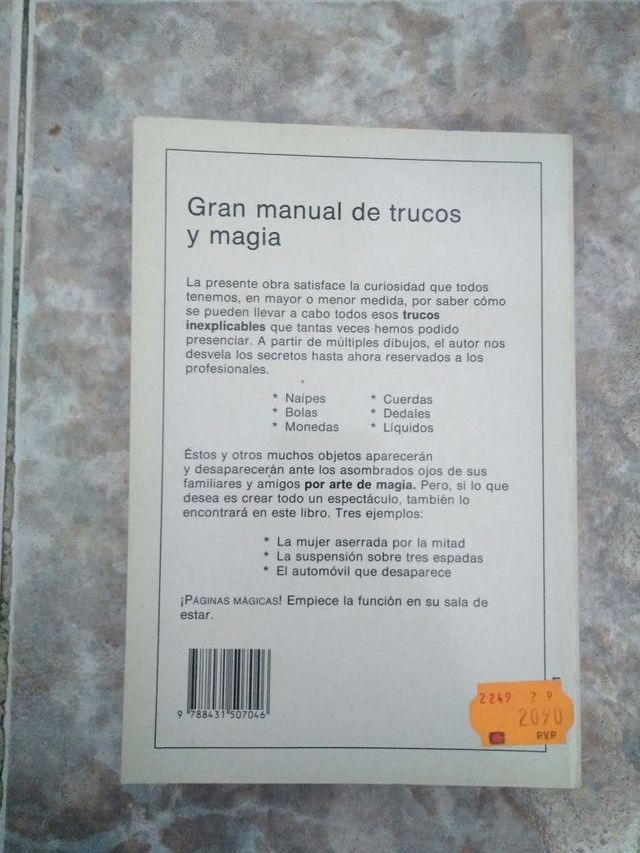 Gran manual de trucos
y magia
La presente obra satisface la curiosidad que todos
tenemos, en mayor o menor medida, por saber cómo
se pueden llevar a cabo todos esos trucos
inexplicables que tantas veces hemos podido
presenciar. A partir de múltiples dibujos, el autor nos
desvela los secretos hasta ahora reservados a los
profesionales.
* Naipes * Cuerdas
* Bolas * Dedales
* Monedas * Líquidos
Éstos y otros muchos objetos aparecerán
y desaparecerán ante los asombrados ojos de sus
familiares y amigos por arte de magia. Pero, si lo que
desea es crear todo un espectáculo, también lo
encontrará en este libro. Tres ejemplos:
* La mujer aserrada por la mitad
* La suspensión sobre tres espadas
* El automóvil que desaparece
¡PÁGINAS MÁGICAS! Empiece la función en su sala de
estar.
9 788431 507046
2249 2 9
2090
P.V.P.